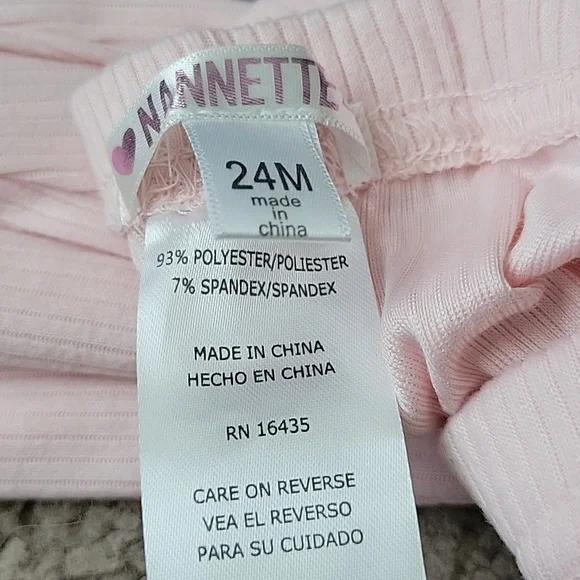 NANNETTE
24M
made
in
china
93% POLYESTER/POLIESTER
7% SPANDEX/SPANDEX
MADE IN CHINA
HECHO EN CHINA
RN 16435
CARE ON REVERSE
VEA EL REVERSO
PARA SU CUIDADO